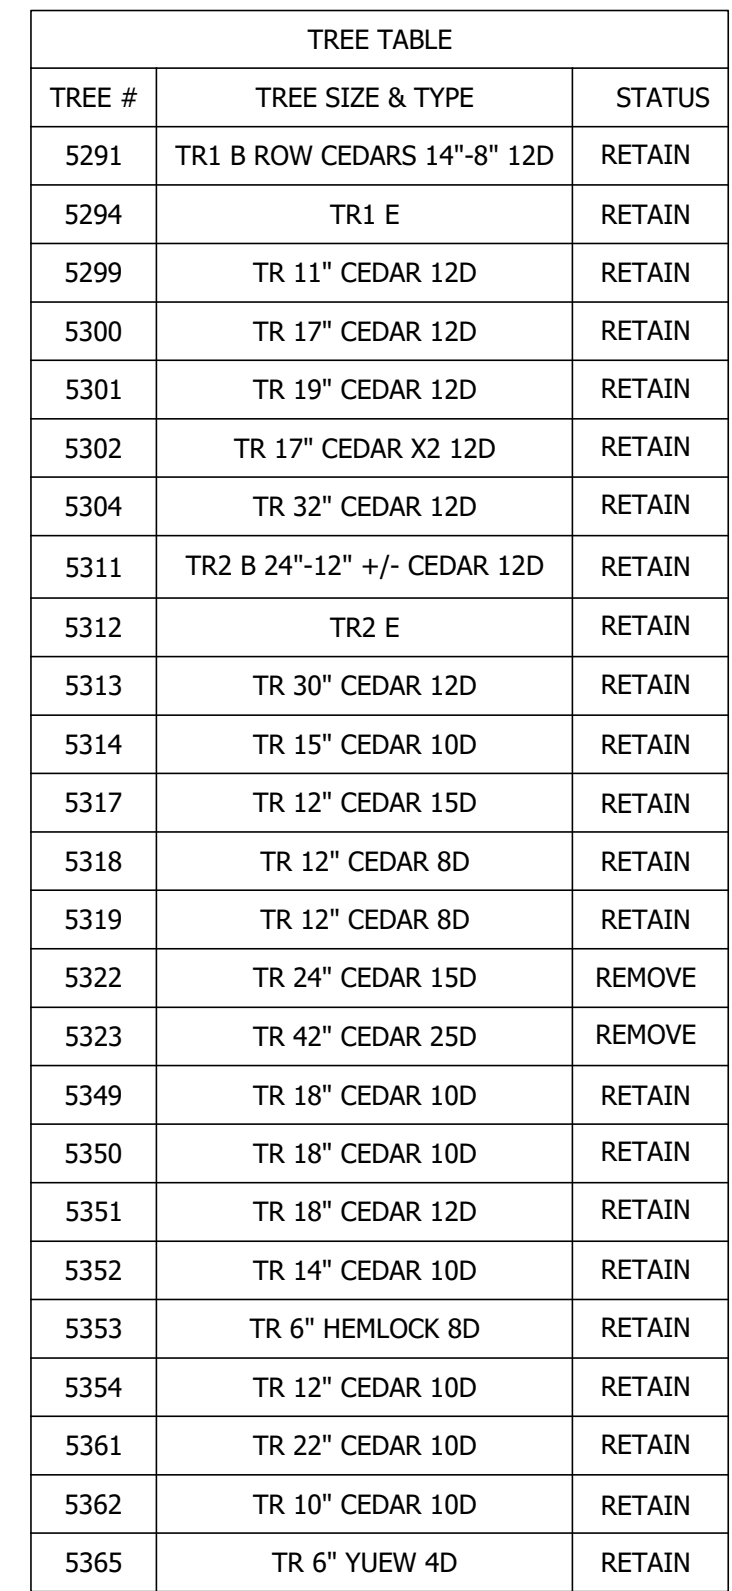 TREE TABLE
TREE # TREE SIZE & TYPE STATUS
5291 TR1 B ROW CEDARS 14"-8" 12D RETAIN
5294 TR1 E RETAIN
5299 TR 11" CEDAR 12D RETAIN
5300 TR 17" CEDAR 12D RETAIN
5301 TR 19" CEDAR 12D RETAIN
5302 TR 17" CEDAR X2 12D RETAIN
5304 TR 32" CEDAR 12D RETAIN
5311 TR2 B 24"-12" +/- CEDAR 12D RETAIN
5312 TR2 E RETAIN
5313 TR 30" CEDAR 12D RETAIN
5314 TR 15" CEDAR 10D RETAIN
5317 TR 12" CEDAR 15D RETAIN
5318 TR 12" CEDAR 8D RETAIN
5319 TR 12" CEDAR 8D RETAIN
5322 TR 24" CEDAR 15D REMOVE
5323 TR 42" CEDAR 25D REMOVE
5349 TR 18" CEDAR 10D RETAIN
5350 TR 18" CEDAR 10D RETAIN
5351 TR 18" CEDAR 12D RETAIN
5352 TR 14" CEDAR 10D RETAIN
5353 TR 6" HEMLOCK 8D RETAIN
5354 TR 12" CEDAR 10D RETAIN
5361 TR 22" CEDAR 10D RETAIN
5362 TR 10" CEDAR 10D RETAIN
5365 TR 6" YUEW 4D RETAIN